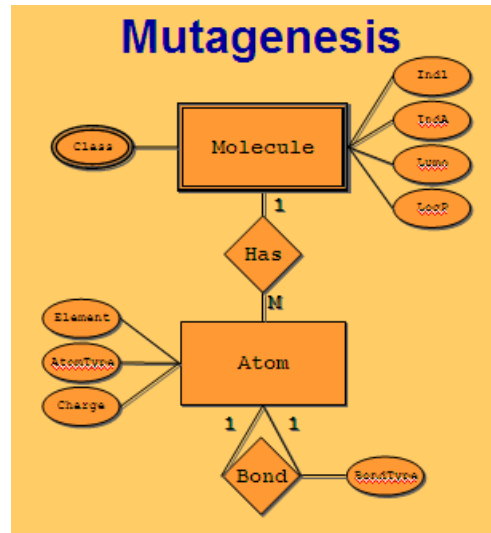 Mutagenesis
Ind1
Class
Molecule
IndA
Lumo
LogP
1
Has
M
Element
AtomType
Atom
Charge
1 1
Bond
BondType